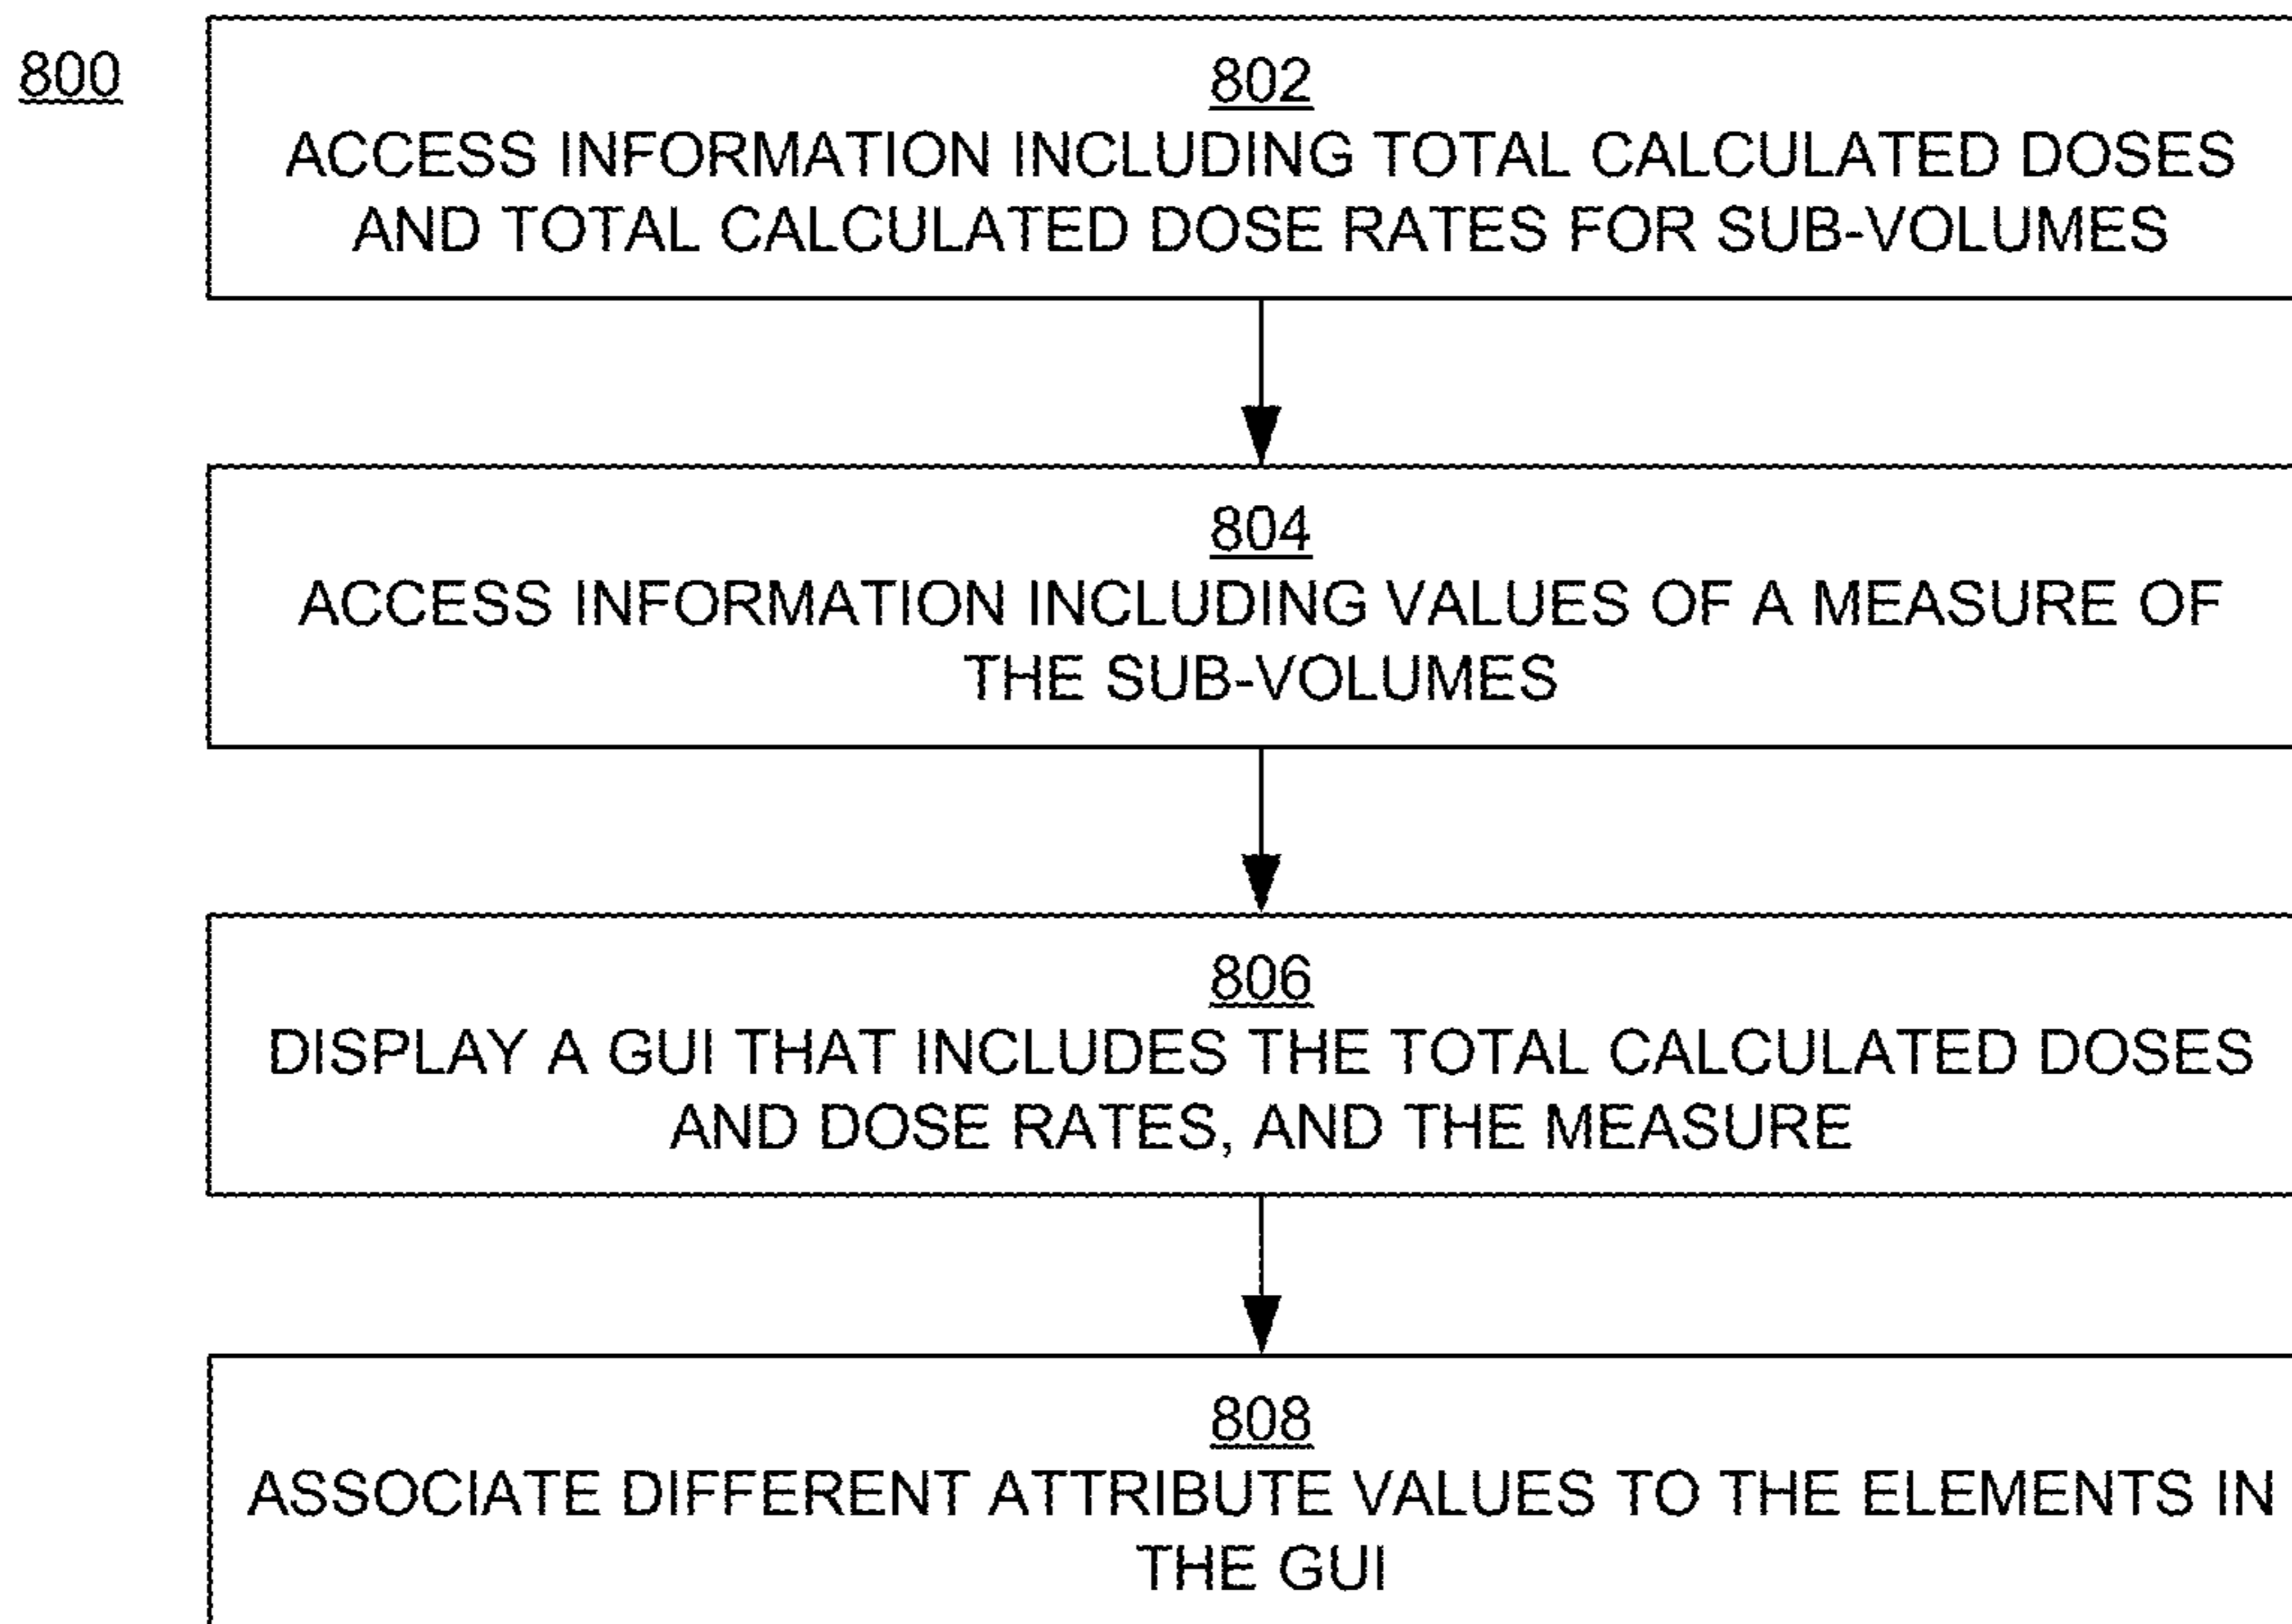 800
802
ACCESS INFORMATION INCLUDING TOTAL CALCULATED DOSES
AND TOTAL CALCULATED DOSE RATES FOR SUB-VOLUMES
804
ACCESS INFORMATION INCLUDING VALUES OF A MEASURE OF
THE SUB-VOLUMES
806
DISPLAY A GUI THAT INCLUDES THE TOTAL CALCULATED DOSES
AND DOSE RATES, AND THE MEASURE
808
ASSOCIATE DIFFERENT ATTRIBUTE VALUES TO THE ELEMENTS IN
THE GUI